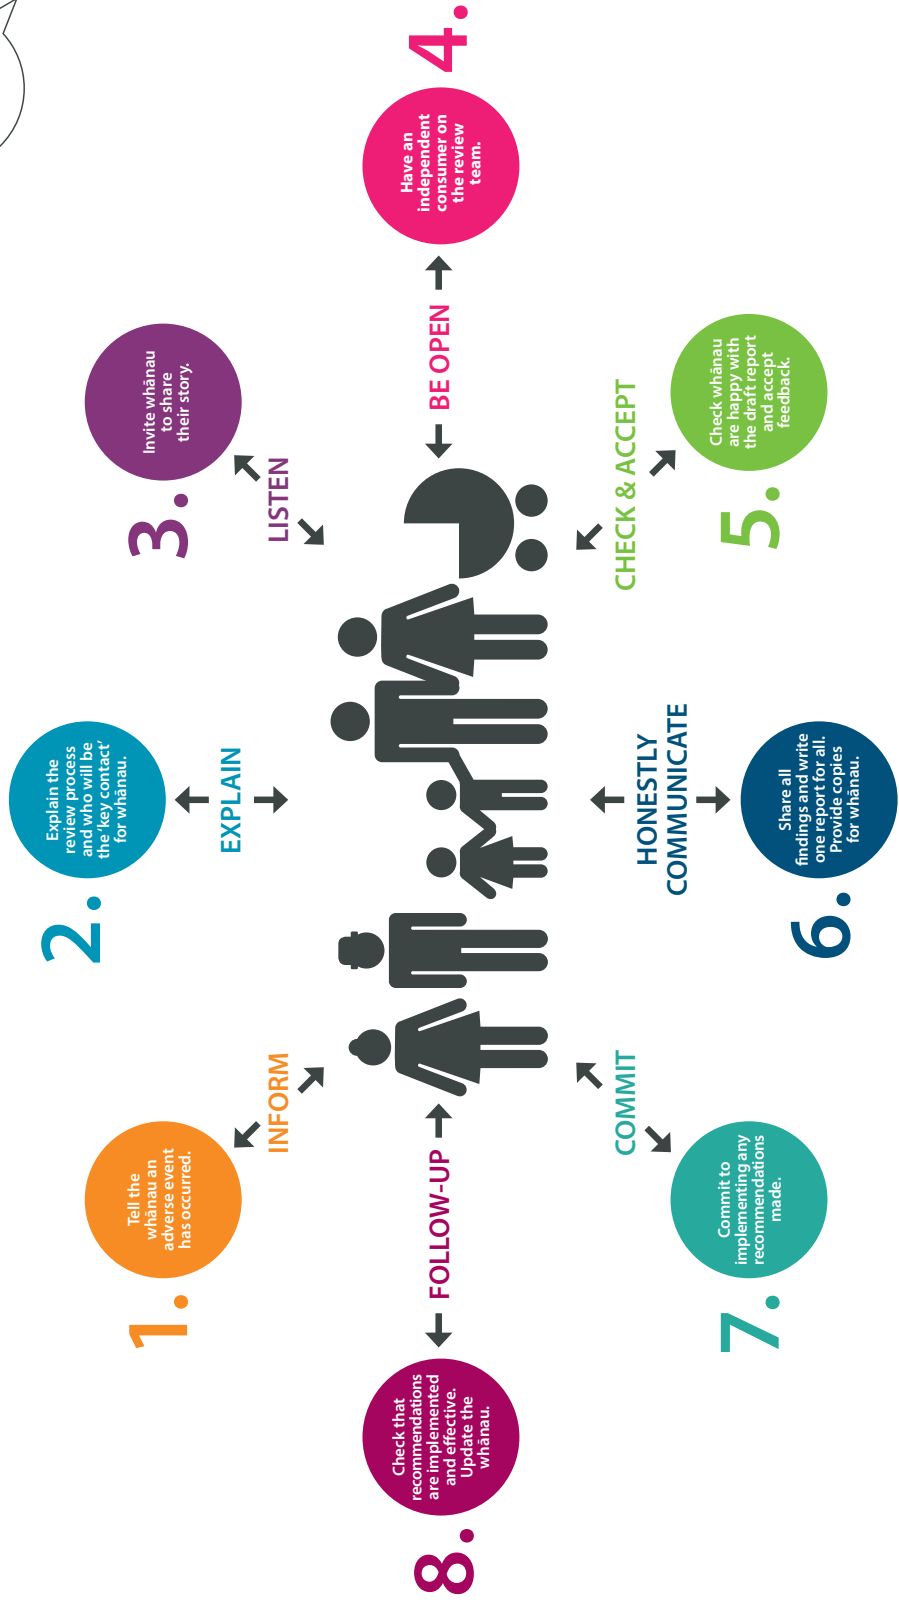 1.
Tell the
whānau an
adverse event
has occurred.
INFORM
2.
Explain the
review process
and who will be
the ‘key contact’
for whānau.
EXPLAIN
3.
Invite whānau
to share
their story.
LISTEN
4.
Have an
independent
consumer on
the review
team.
BE OPEN
5.
Check whānau
are happy with
the draft report
and accept
feedback.
CHECK & ACCEPT
6.
Share all
findings and write
one report for all.
Provide copies
for whānau.
HONESTLY
COMMUNICATE
7.
Commit to
implementing any
recommendations
made.
COMMIT
8.
Check that
recommendations
are implemented
and effective.
Update the
whānau.
FOLLOW-UP